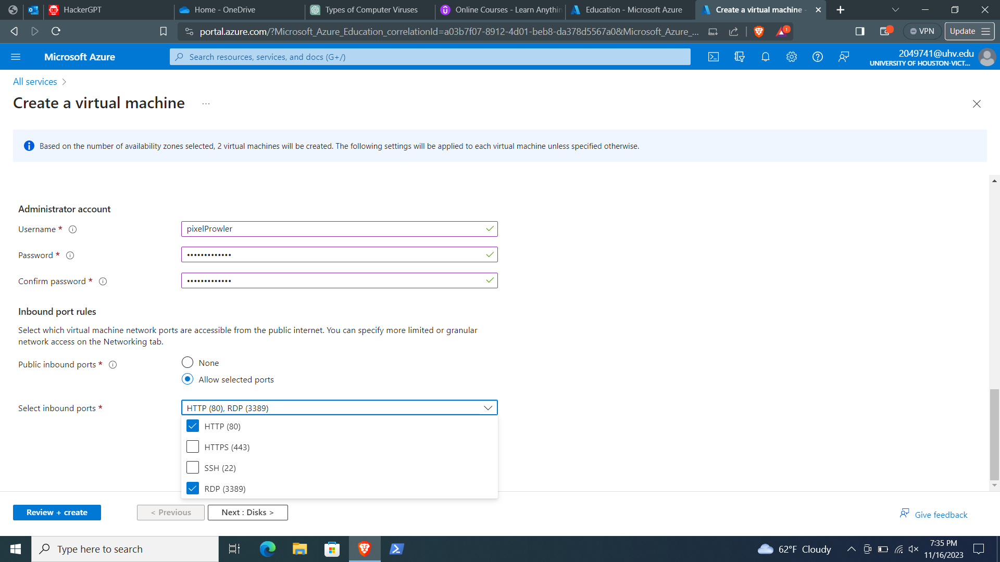 HackerGPT
Home - OneDrive
Types of Computer Viruses
Online Courses - Learn Anythin
Education - Microsoft Azure
Create a virtual machine -
portal.azure.com/?Microsoft_Azure_Education_correlationId=a03b7f07-8912-4d01-beb8-da378d5567a0&Microsoft_Azure_...
1
VPN
Update
Microsoft Azure
Search resources, services, and docs (G+/)
2049741@uhv.edu
UNIVERSITY OF HOUSTON-VICT...
All services >
Create a virtual machine ...
Based on the number of availability zones selected, 2 virtual machines will be created. The following settings will be applied to each virtual machine unless specified otherwise.
Administrator account
Username * pixelProwler
Password * •••••••••••••
Confirm password * •••••••••••••
Inbound port rules
Select which virtual machine network ports are accessible from the public internet. You can specify more limited or granular
network access on the Networking tab.
Public inbound ports * None
Allow selected ports
Select inbound ports * HTTP (80), RDP (3389)
HTTP (80)
HTTPS (443)
SSH (22)
RDP (3389)
Review + create
< Previous
Next : Disks >
Give feedback
Type here to search
62°F Cloudy
7:35 PM
11/16/2023